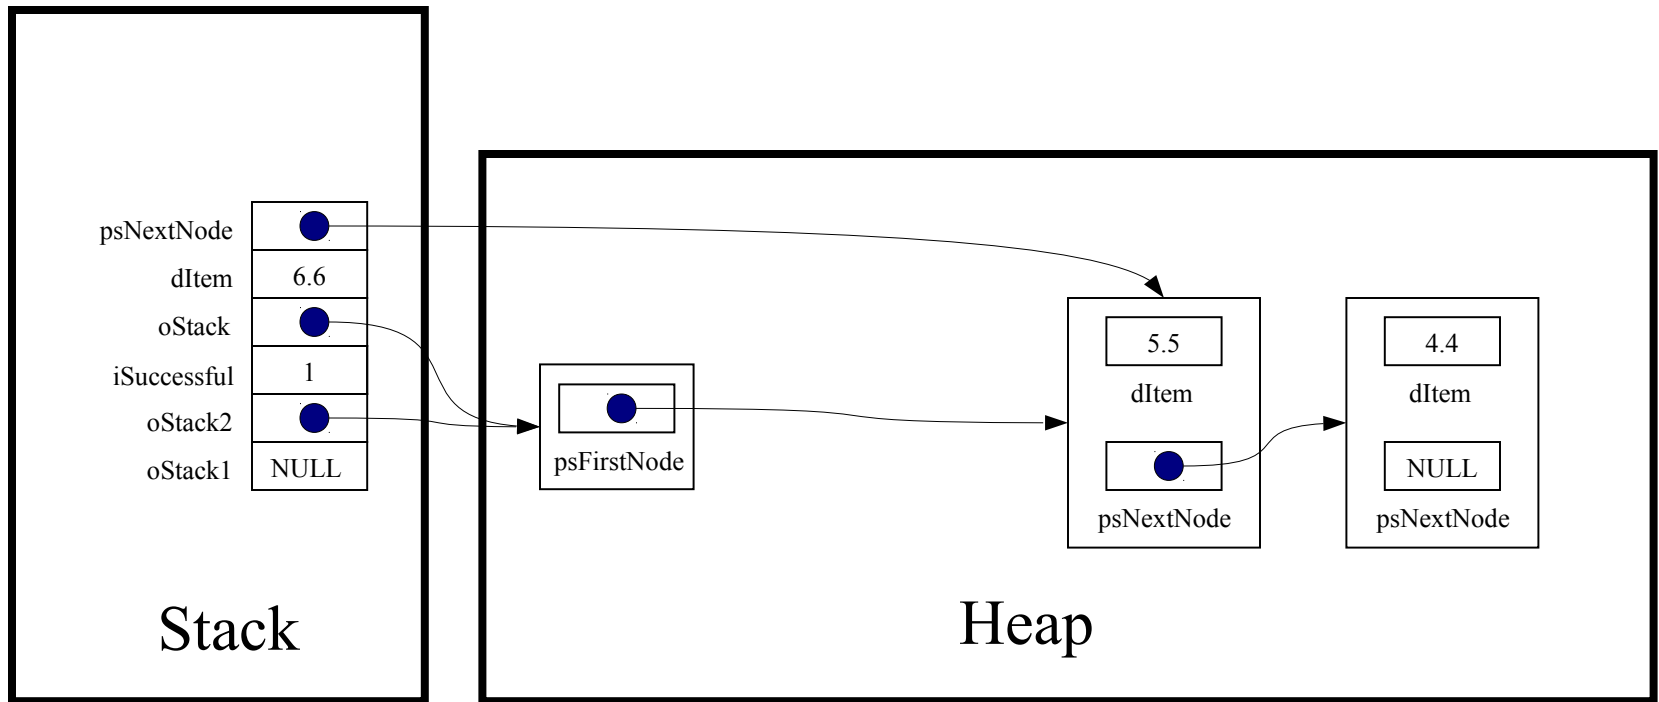 psNextNode
dItem 6.6
oStack
iSuccessful 1
oStack2
oStack1 NULL
Stack
psFirstNode
5.5
dItem
psNextNode
4.4
dItem
NULL
psNextNode
Heap